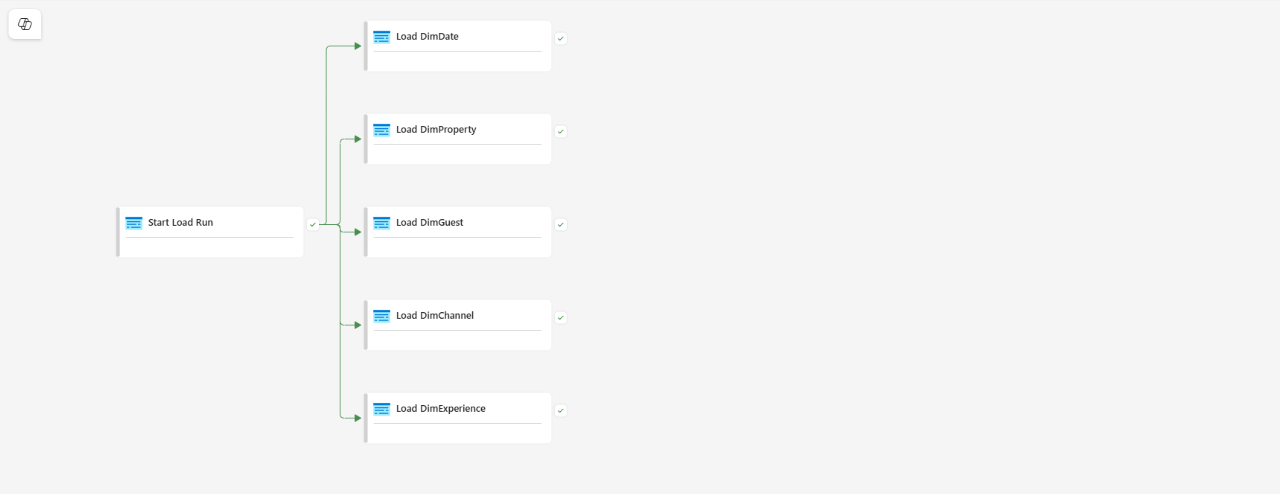 Load DimDate
Load DimProperty
Start Load Run
Load DimGuest
Load DimChannel
Load DimExperience